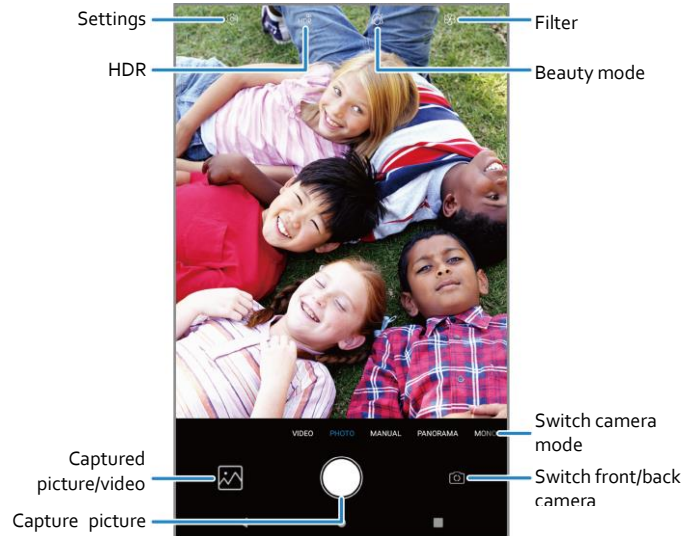 Settings
Filter
HDR
Beauty mode
VIDEO PHOTO MANUAL PANORAMA MONO
Switch camera
mode
Captured
picture/video
Switch front/back
camera
Capture picture